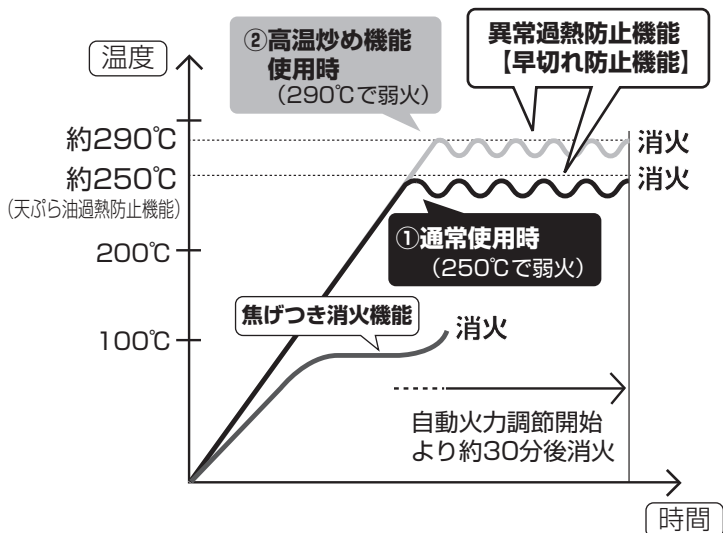 温度
②高温炒め機能
使用時
（290℃で弱火）
異常過熱防止機能
【早切れ防止機能】
約290℃
消火
約250℃
消火
（天ぷら油過熱防止機能）
①通常使用時
（250℃で弱火）
200℃
焦げつき消火機能
消火
100℃
自動火力調節開始
より約30分後消火
時間